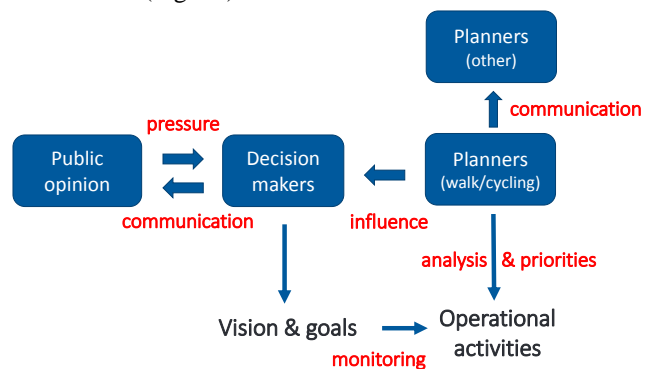 Planners
(other)
communication
pressure
Public
opinion
Decision
makers
Planners
(walk/cycling)
communication
influence
analysis & priorities
Vision & goals
Operational
activities
monitoring